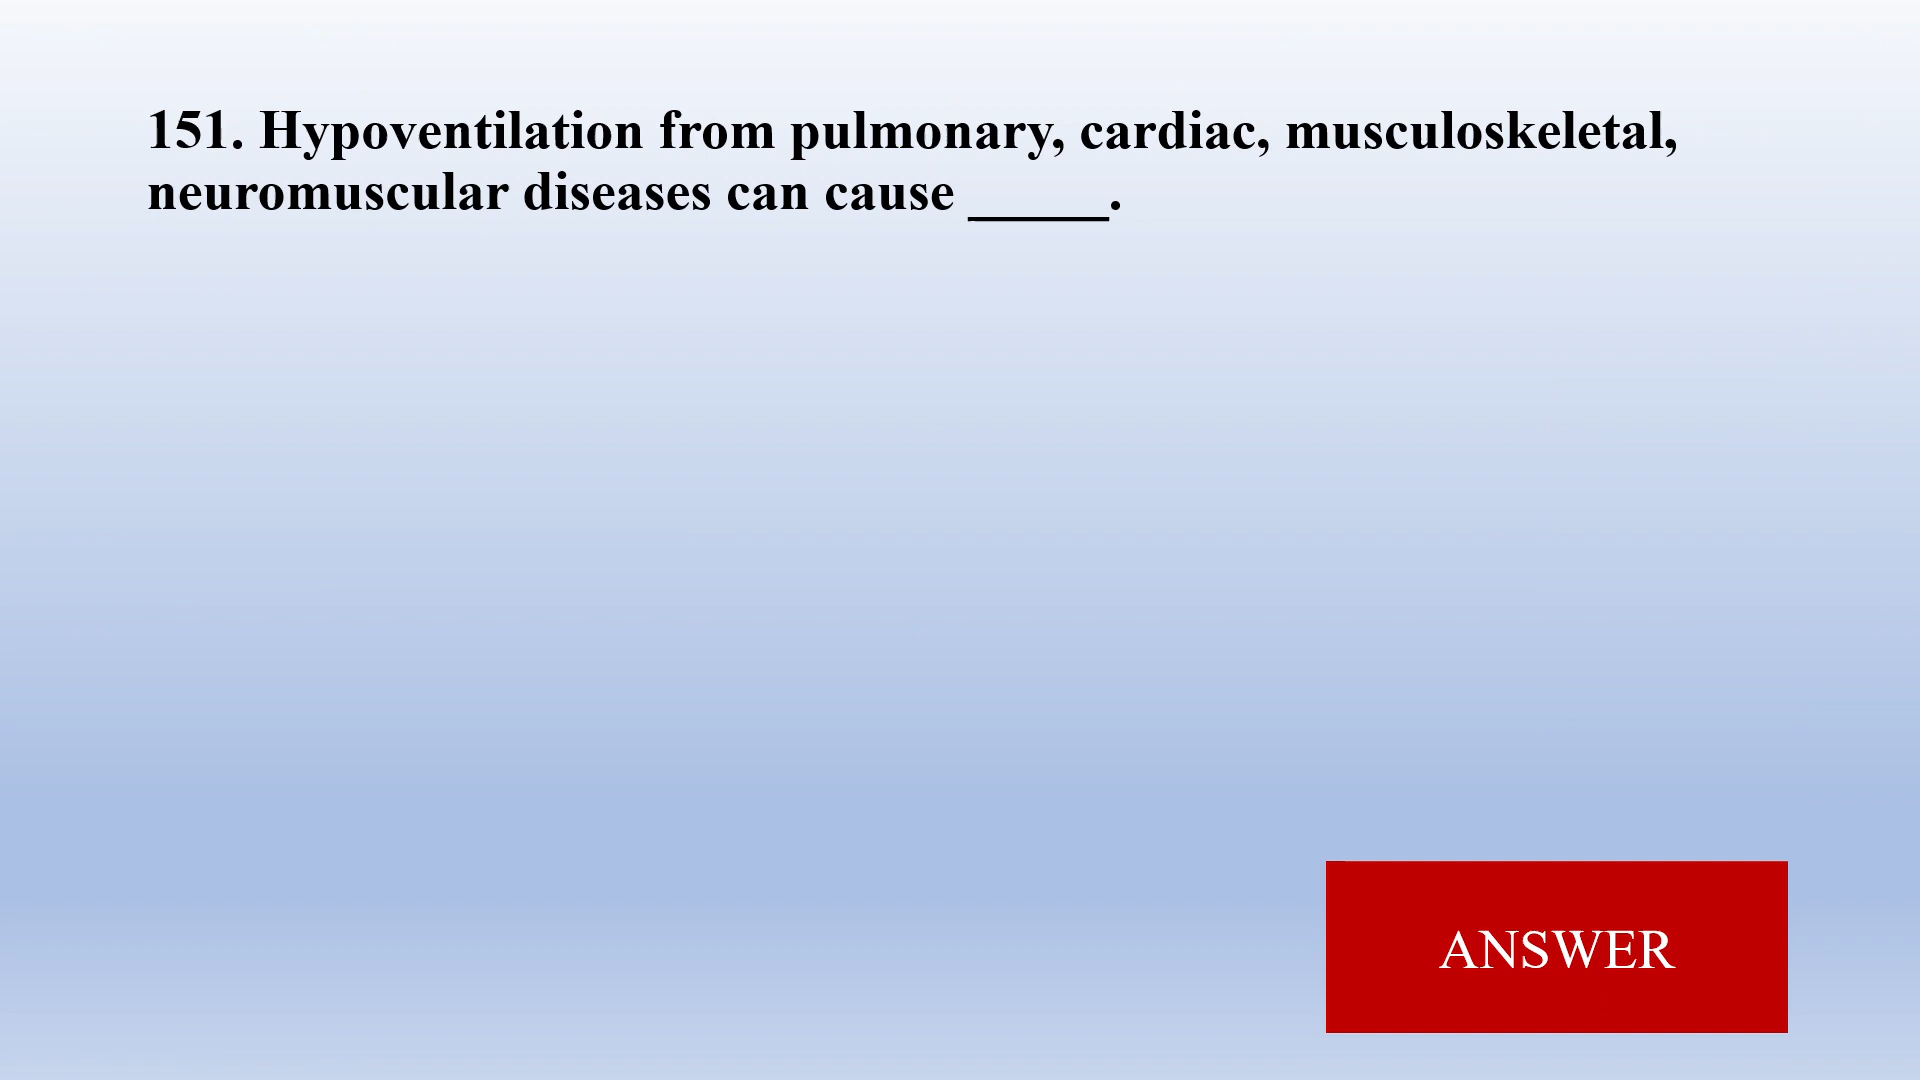 151. Hypoventilation from pulmonary, cardiac, musculoskeletal,
neuromuscular diseases can cause _____.
ANSWER